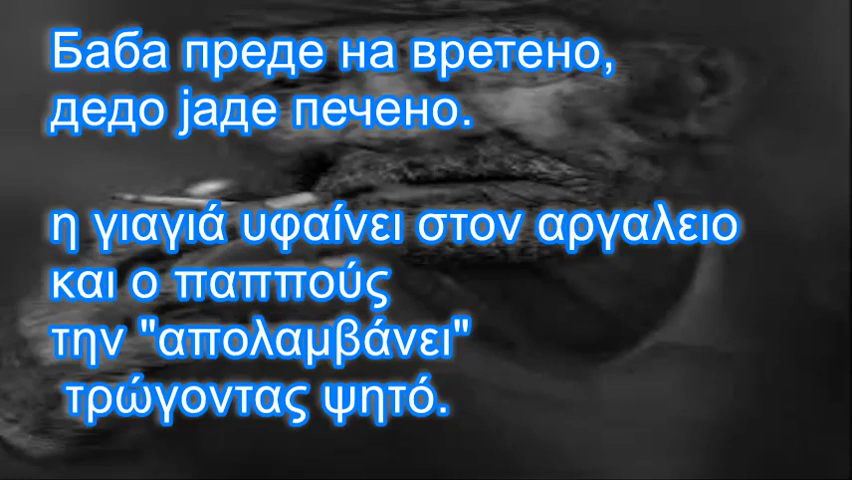 Баба преде на вретено,
дедо јаде печено.
η γιαγιά υφαίνει στον αργαλειο
και ο παππούς
την "απολαμβάνει"
τρώγοντας ψητό.